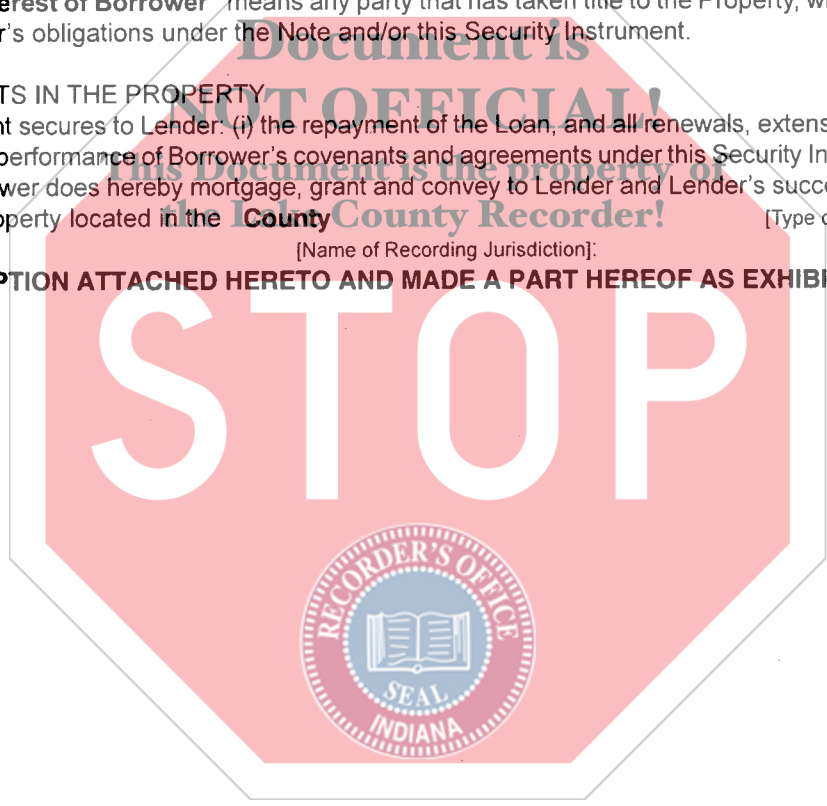 erest of Borrower" means any party that has taken title to the Property, w
r's obligations under the Note and/or this Security Instrument.
Document is
TS IN THE PROPERTY
NOT OFFICIAL!
nt secures to Lender: (i) the repayment of the Loan, and all renewals, extens
performance of Borrower's covenants and agreements under this Security In
This Document is the property of
wer does hereby mortgage, grant and convey to Lender and Lender's succe
the Lake County Recorder!
operty located in the County [Type o
[Name of Recording Jurisdiction]:
PTION ATTACHED HERETO AND MADE A PART HEREOF AS EXHIBI
STOP
RECORDER'S OFFICE
SEAL
INDIANA